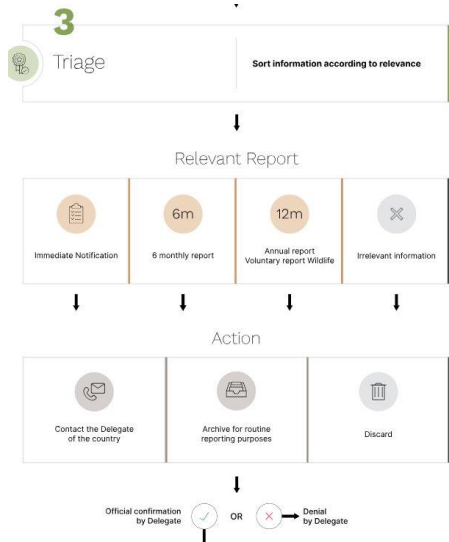 3
Triage
Sort information according to relevance
Relevant Report
Immediate Notification
6m
6 monthly report
12m
Annual report
Voluntary report Wildlife
Irrelevant information
Action
Contact the Delegate
of the country
Archive for routine
reporting purposes
Discard
Official confirmation
by Delegate
OR
Denial
by Delegate